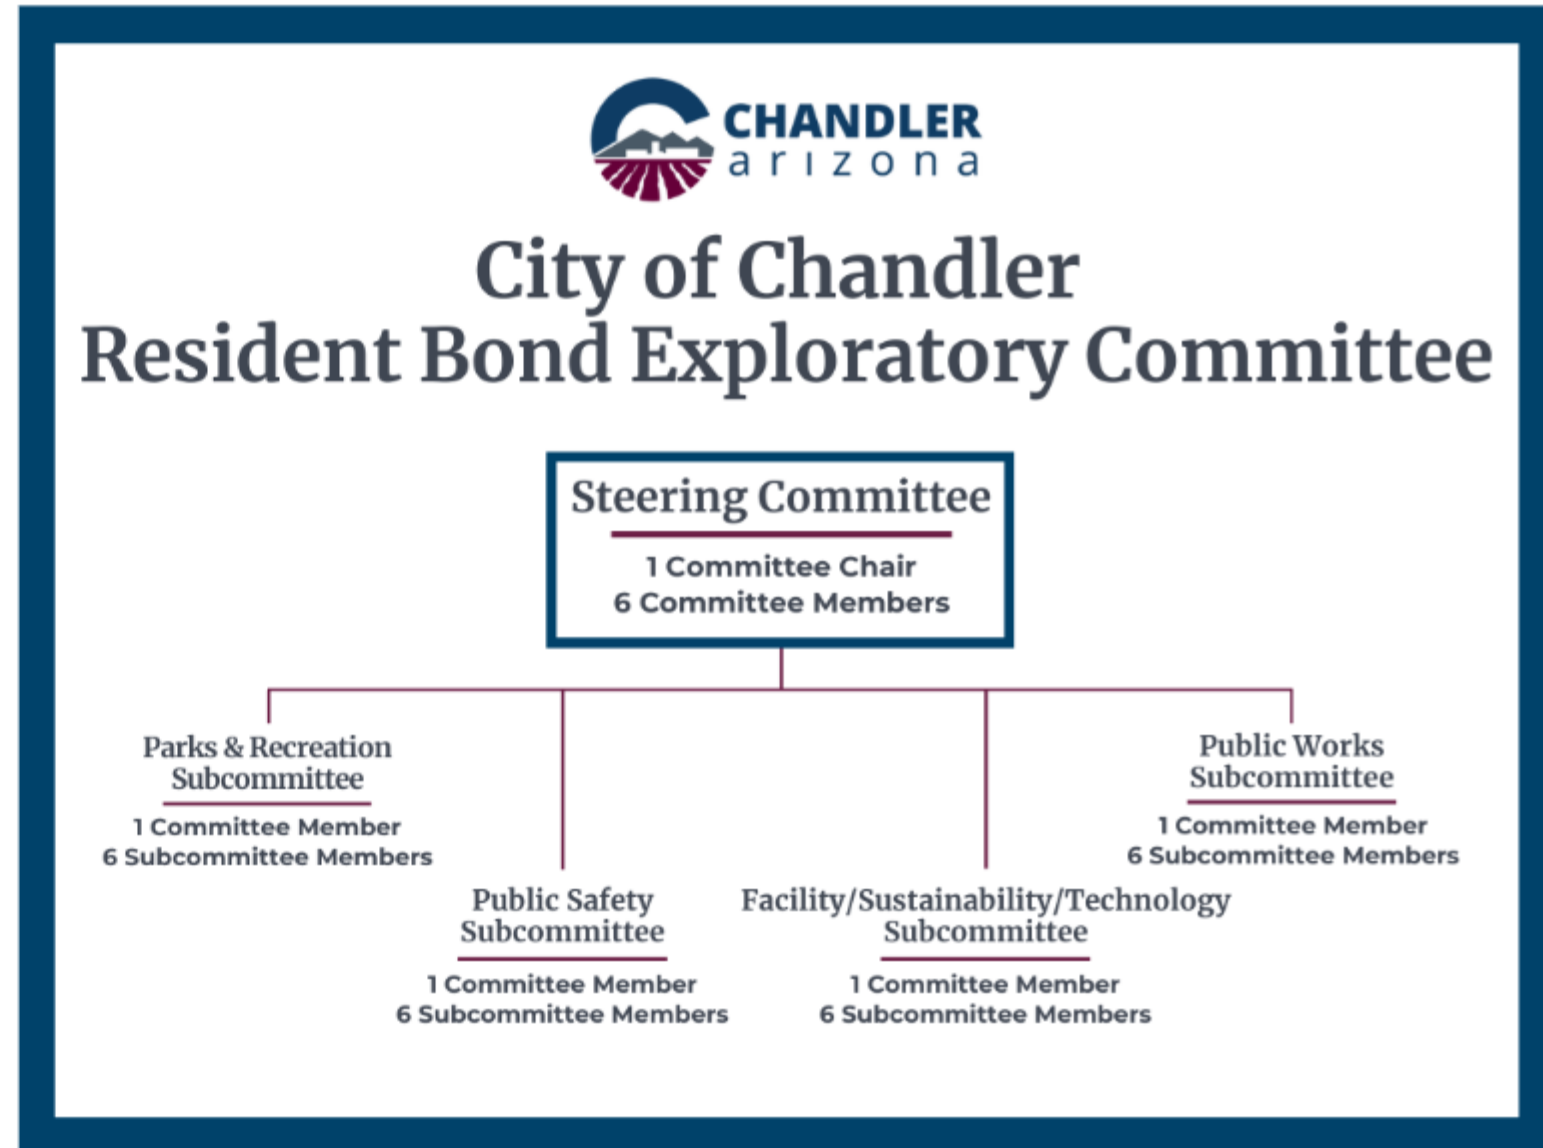 CHANDLER
arizona
City of Chandler
Resident Bond Exploratory Committee
Steering Committee
1 Committee Chair
6 Committee Members
Parks & Recreation
Subcommittee
1 Committee Member
6 Subcommittee Members
Public Safety
Subcommittee
1 Committee Member
6 Subcommittee Members
Facility/Sustainability/Technology
Subcommittee
1 Committee Member
6 Subcommittee Members
Public Works
Subcommittee
1 Committee Member
6 Subcommittee Members